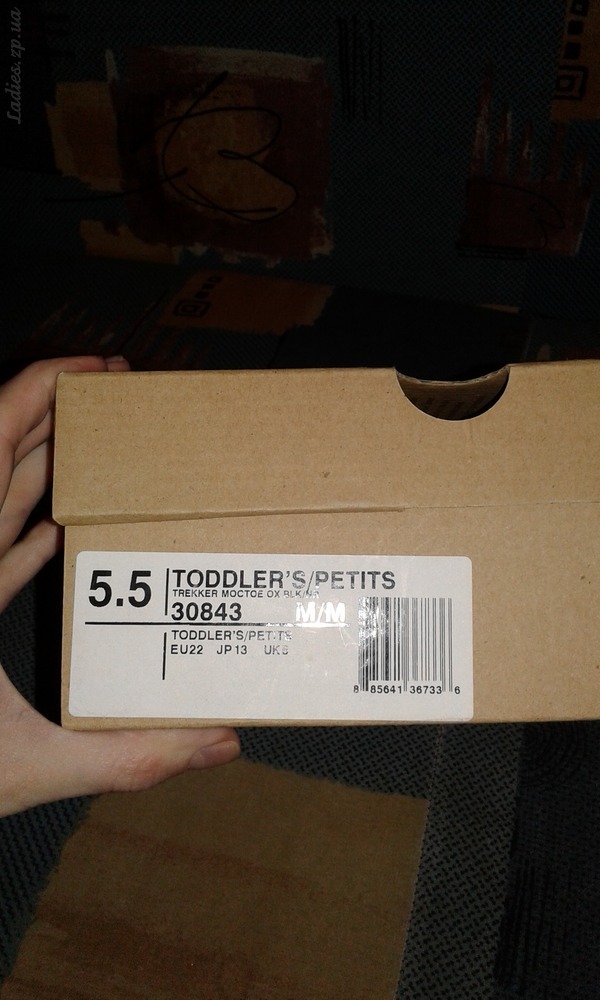 Ladies.zp.ua
5.5 TODDLER'S/PETITS
TREKKER MOCTOE OX BLK/
30843 M/M
TODDLER'S/PETITS
EU22 JP13 UK5
8 85641 36733 6